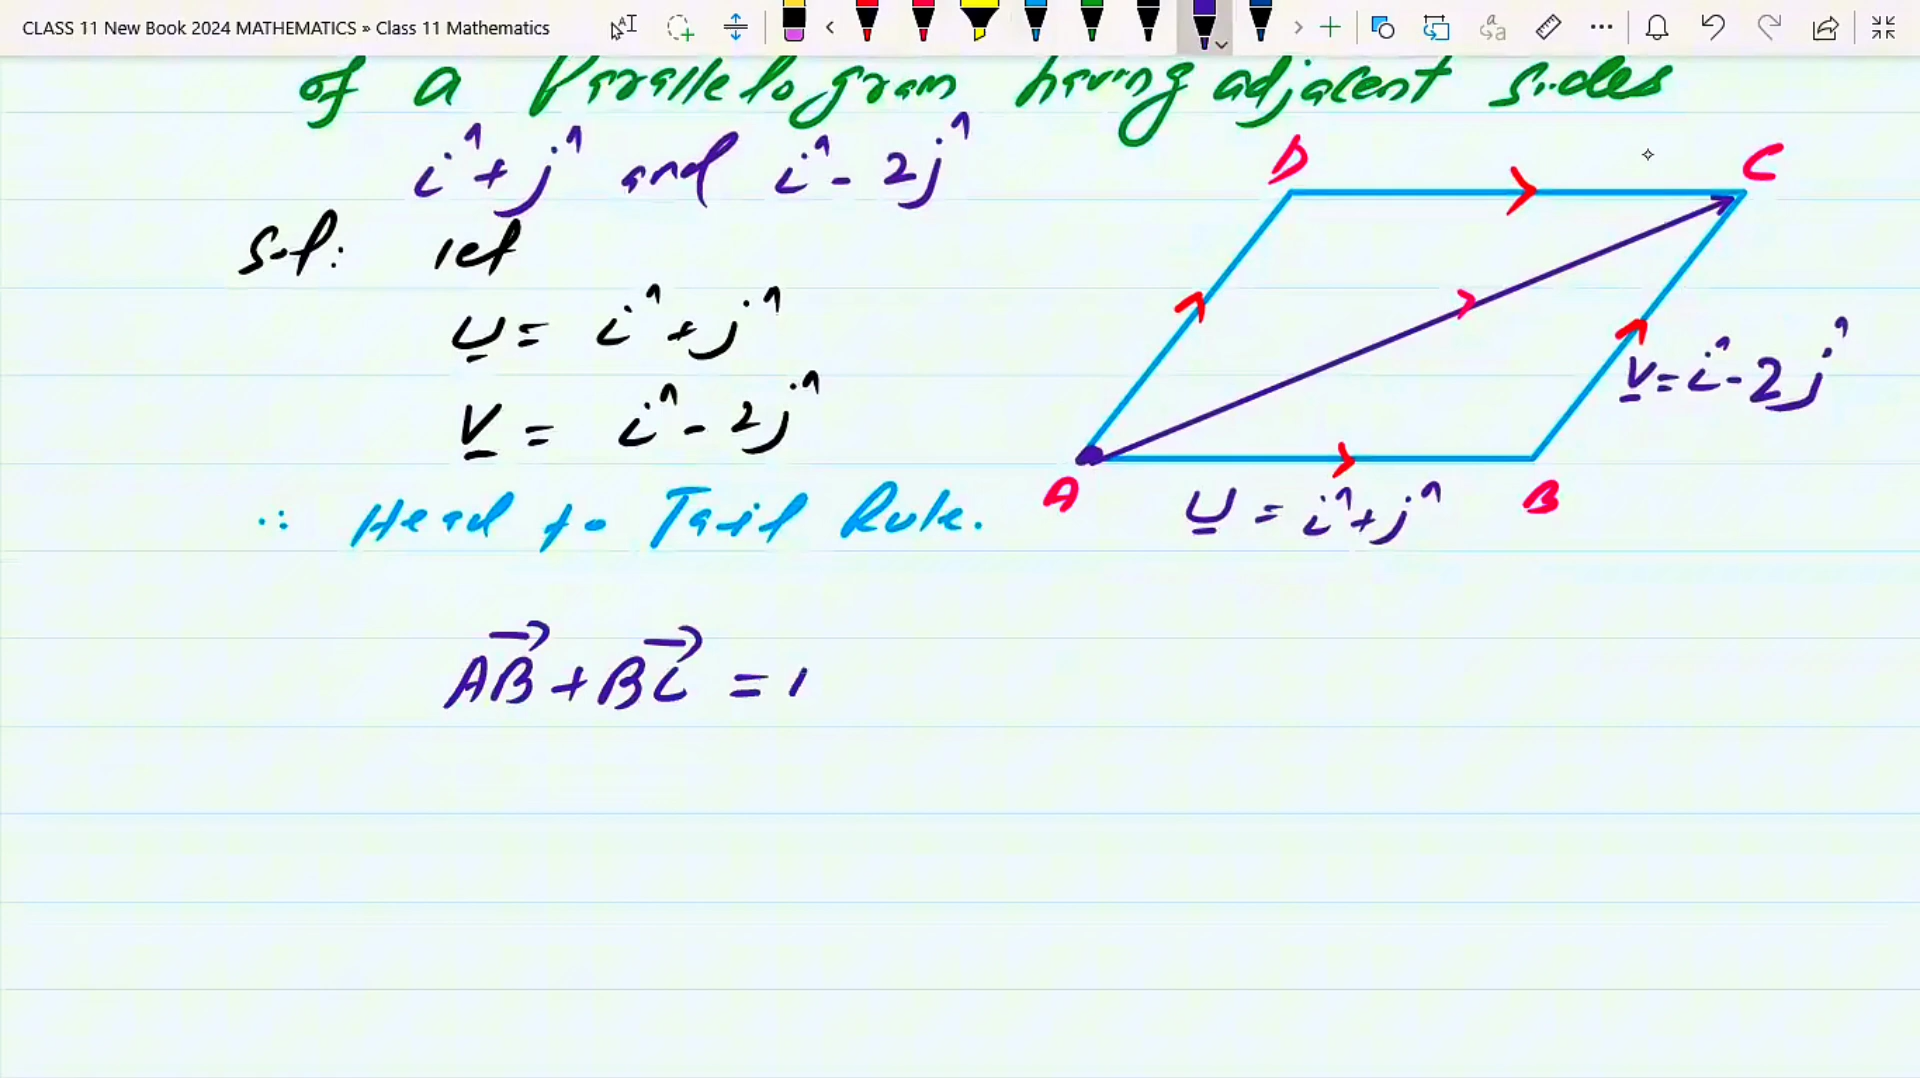 CLASS 11 New Book 2024 MATHEMATICS » Class 11 Mathematics
of a Parallelogram having adjacent sides
î + ĵ and î - 2ĵ
Sol: let
u = î + ĵ
v = î - 2ĵ
∴ Head to Tail Rule.
D
C
v = î - 2ĵ
A
B
u = î + ĵ
AB⃗ + BC⃗ =